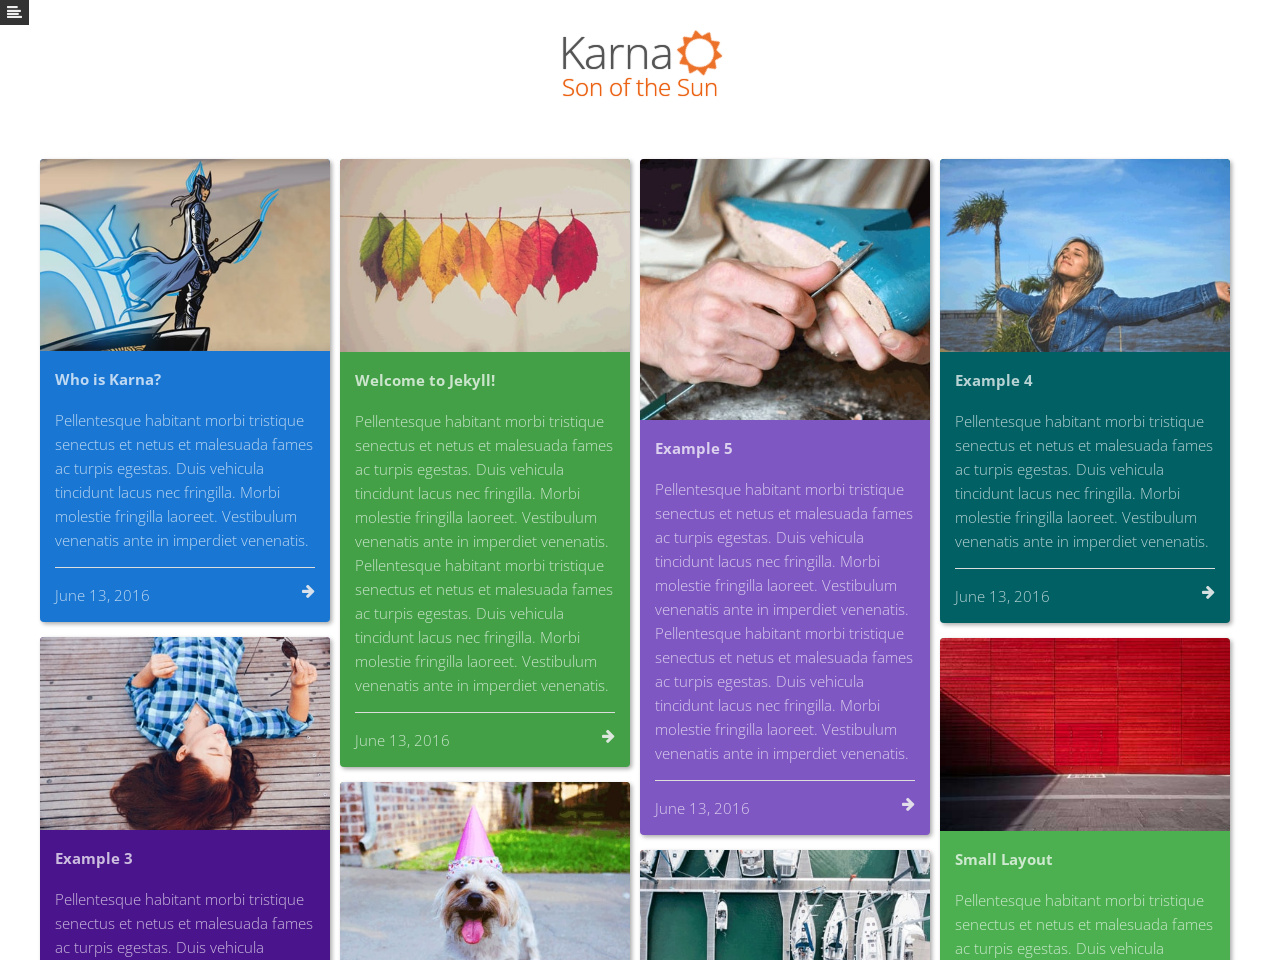 Karna
Son of the Sun
Who is Karna?
Pellentesque habitant morbi tristique
senectus et netus et malesuada fames
ac turpis egestas. Duis vehicula
tincidunt lacus nec fringilla. Morbi
molestie fringilla laoreet. Vestibulum
venenatis ante in imperdiet venenatis.
June 13, 2016
Example 3
Pellentesque habitant morbi tristique
senectus et netus et malesuada fames
ac turpis egestas. Duis vehicula
Welcome to Jekyll!
Pellentesque habitant morbi tristique
senectus et netus et malesuada fames
ac turpis egestas. Duis vehicula
tincidunt lacus nec fringilla. Morbi
molestie fringilla laoreet. Vestibulum
venenatis ante in imperdiet venenatis.
Pellentesque habitant morbi tristique
senectus et netus et malesuada fames
ac turpis egestas. Duis vehicula
tincidunt lacus nec fringilla. Morbi
molestie fringilla laoreet. Vestibulum
venenatis ante in imperdiet venenatis.
June 13, 2016
Example 5
Pellentesque habitant morbi tristique
senectus et netus et malesuada fames
ac turpis egestas. Duis vehicula
tincidunt lacus nec fringilla. Morbi
molestie fringilla laoreet. Vestibulum
venenatis ante in imperdiet venenatis.
Pellentesque habitant morbi tristique
senectus et netus et malesuada fames
ac turpis egestas. Duis vehicula
tincidunt lacus nec fringilla. Morbi
molestie fringilla laoreet. Vestibulum
venenatis ante in imperdiet venenatis.
June 13, 2016
Example 4
Pellentesque habitant morbi tristique
senectus et netus et malesuada fames
ac turpis egestas. Duis vehicula
tincidunt lacus nec fringilla. Morbi
molestie fringilla laoreet. Vestibulum
venenatis ante in imperdiet venenatis.
June 13, 2016
Small Layout
Pellentesque habitant morbi tristique
senectus et netus et malesuada fames
ac turpis egestas. Duis vehicula